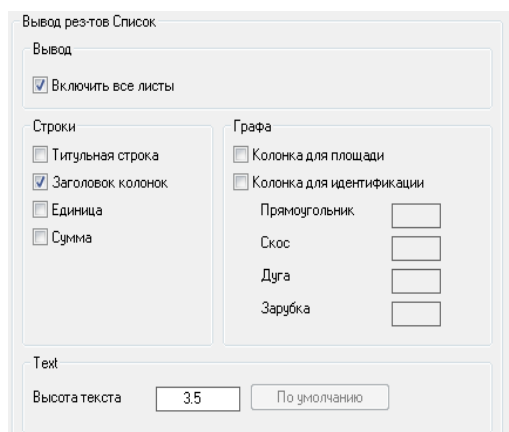 Вывод рез-тов Список
Вывод
Включить все листы
Строки
Титульная строка
Заголовок колонок
Единица
Сумма
Графа
Колонка для площади
Колонка для идентификации
Прямоугольник
Скос
Дуга
Зарубка
Text
Высота текста 3.5 По умолчанию